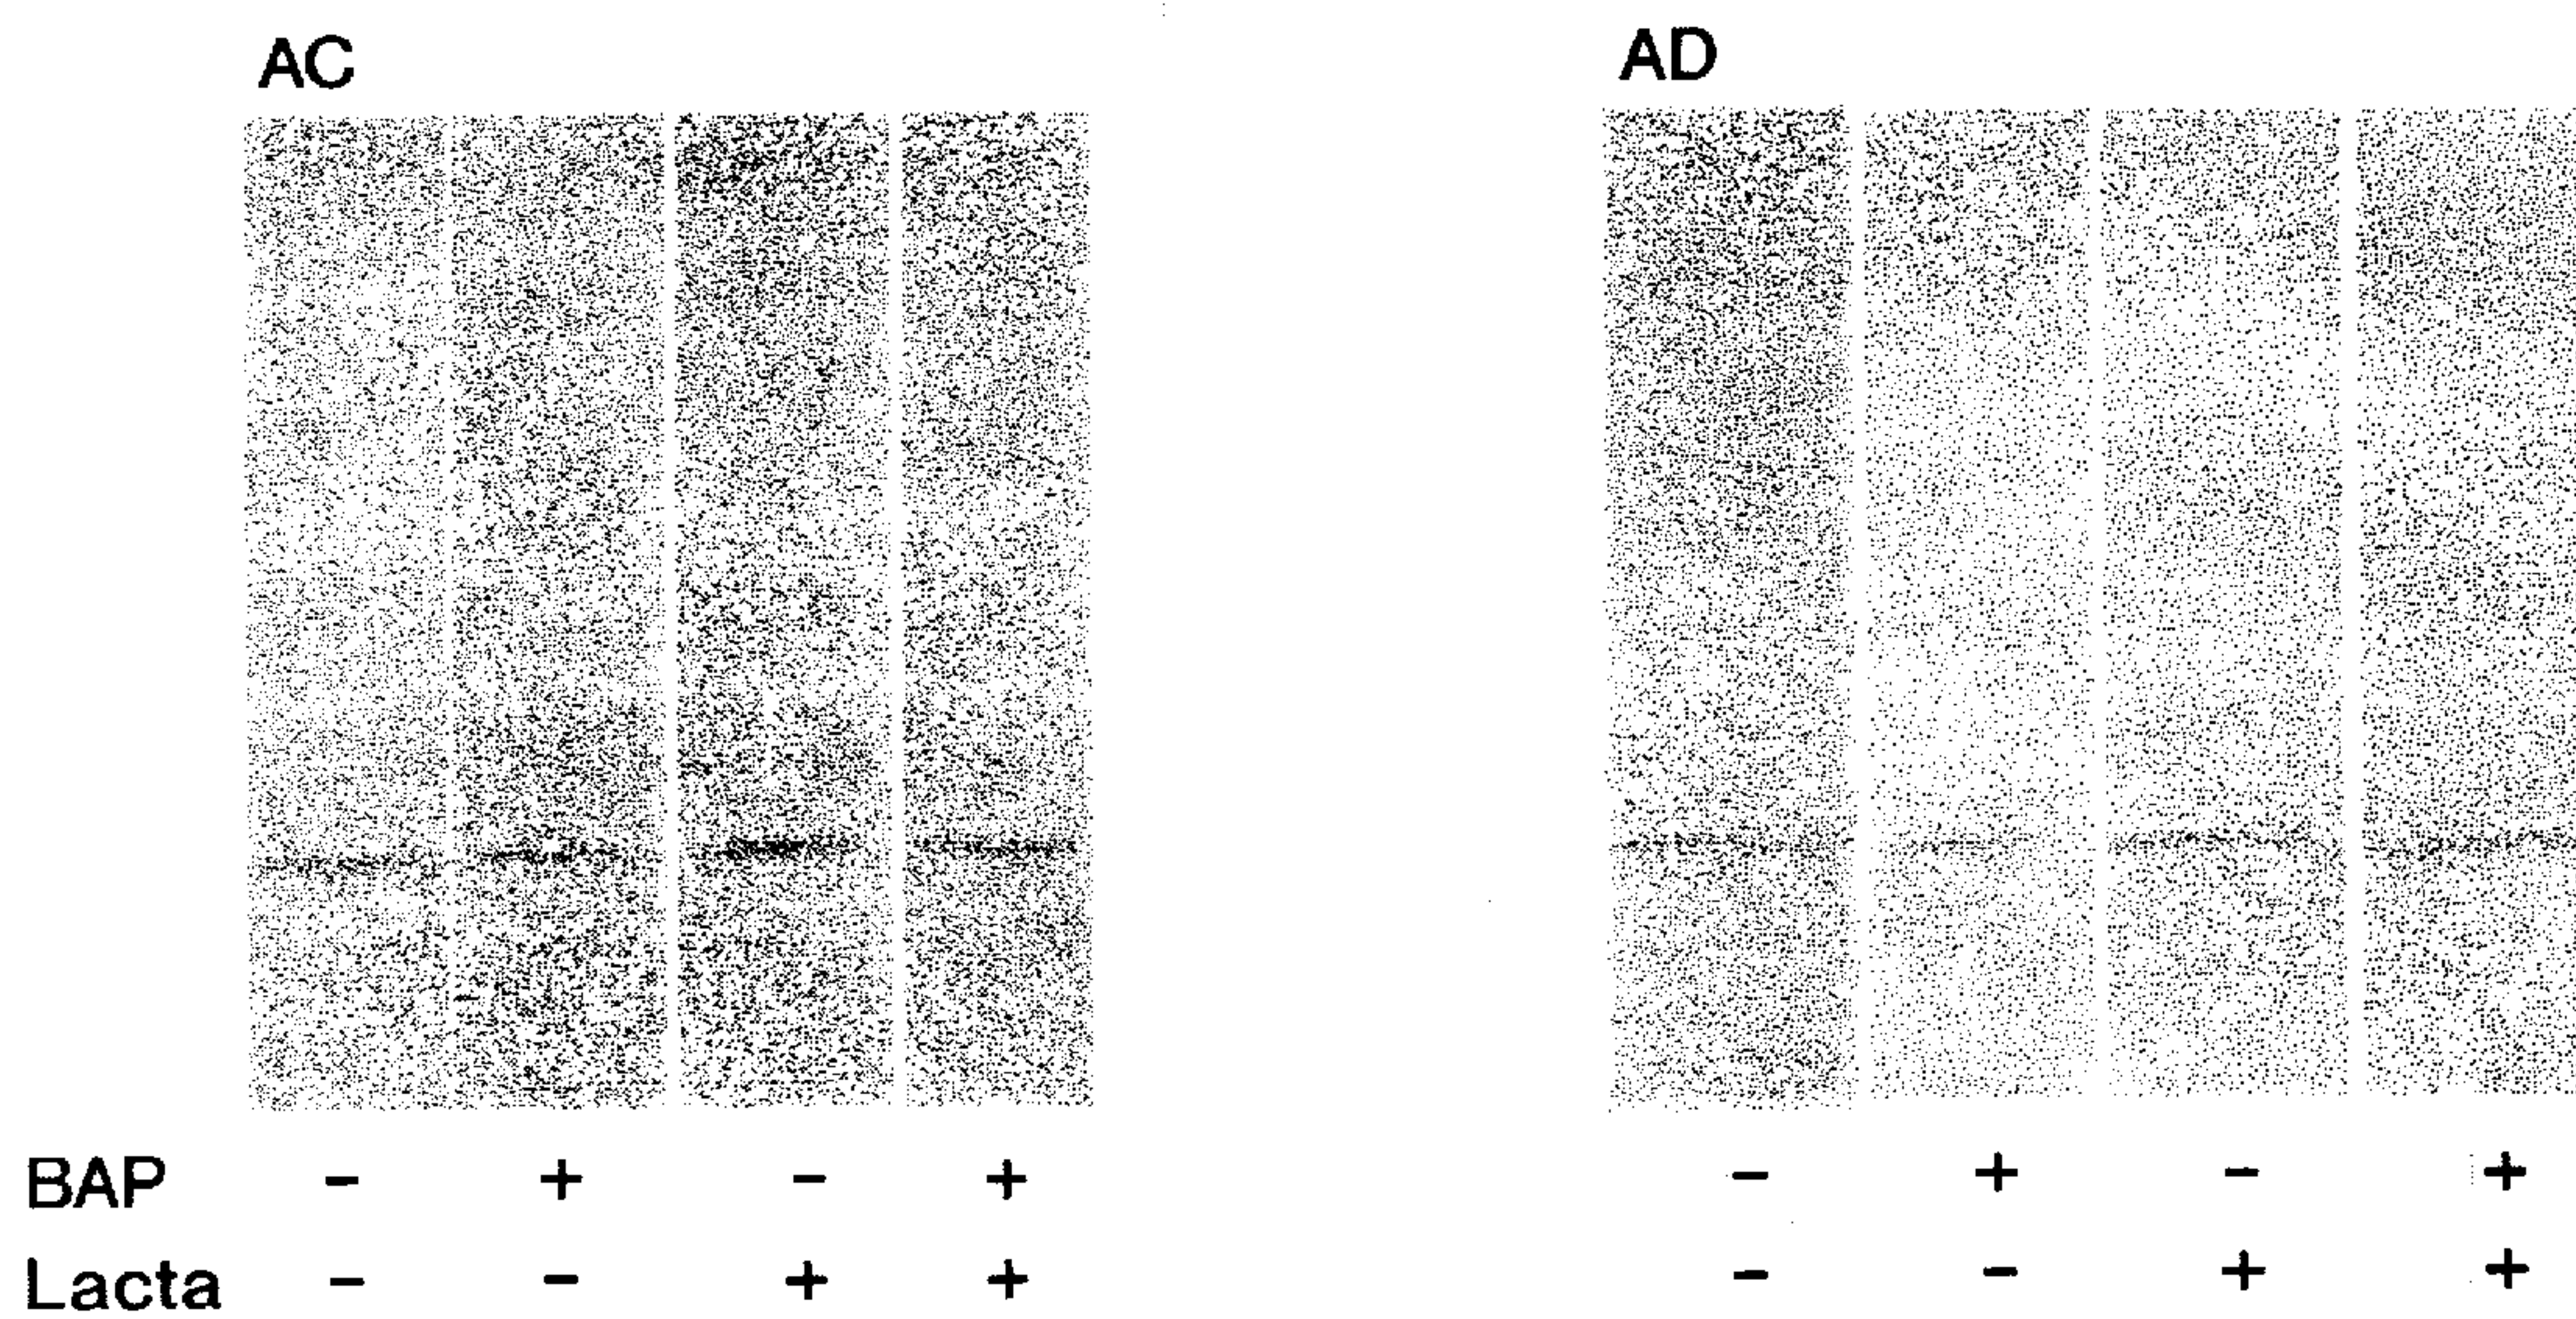 AC AD
BAP - + - + - + - +
Lacta - - + + - - + +